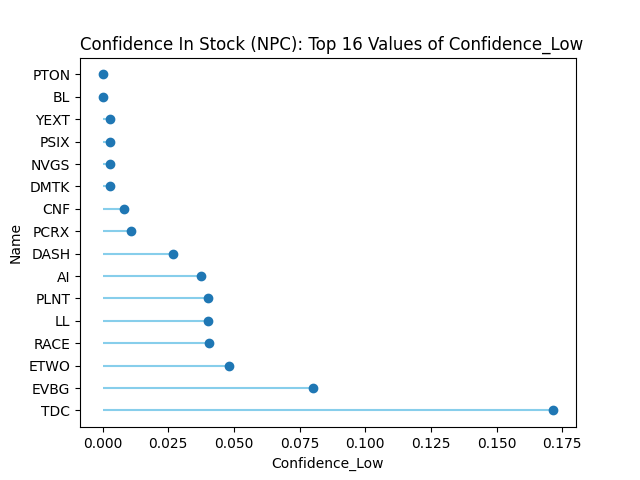 Confidence In Stock (NPC): Top 16 Values of Confidence_Low
PTON
BL
YEXT
PSIX
NVGS
DMTK
CNF
PCRX
DASH
AI
PLNT
LL
RACE
ETWO
EVBG
TDC
Name
0.000 0.025 0.050 0.075 0.100 0.125 0.150 0.175
Confidence_Low